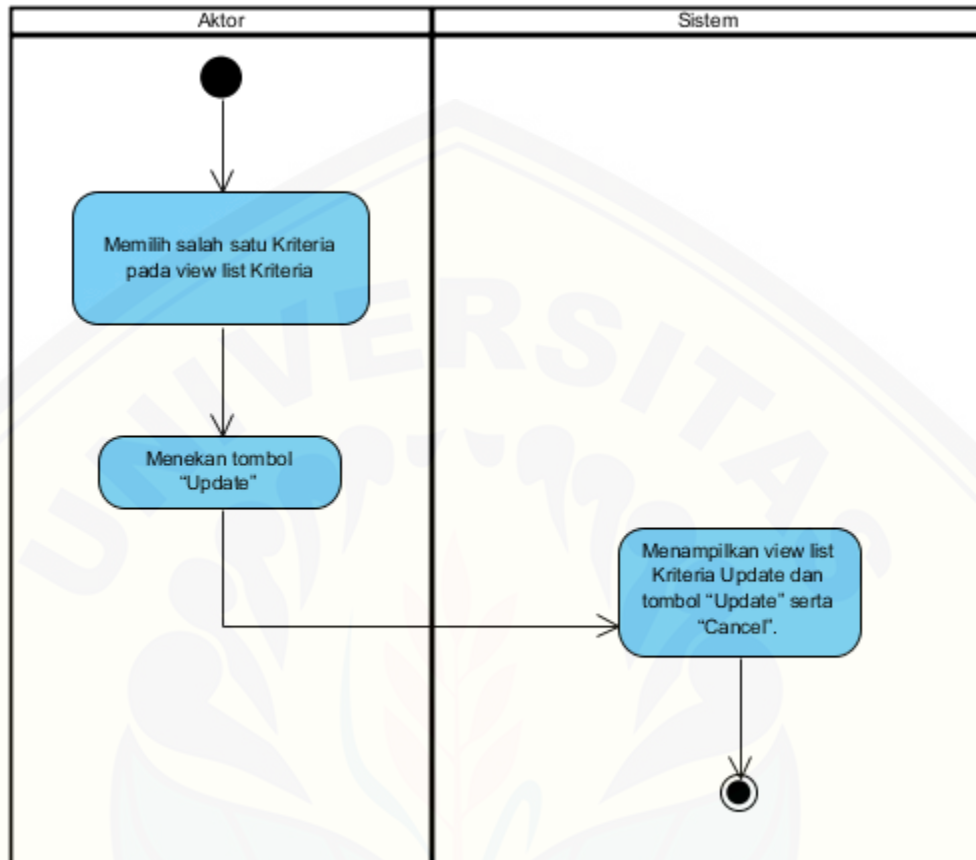 Aktor
Sistem
Memilih salah satu Kriteria
pada view list Kriteria
Menekan tombol
“Update”
Menampilkan view list
Kriteria Update dan
tombol “Update” serta
“Cancel”.
UNIVERSITAS